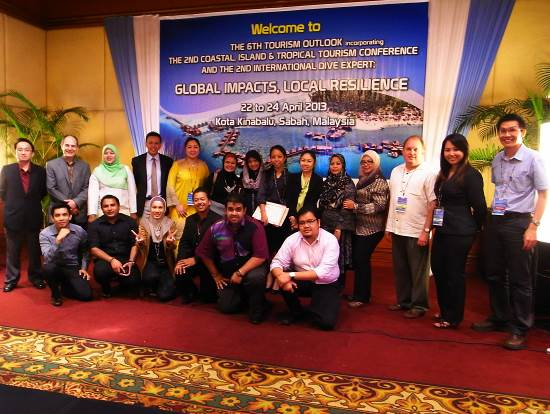 Welcome to
THE 6TH TOURISM OUTLOOK incorporating
THE 2ND COASTAL, ISLAND & TROPICAL TOURISM CONFERENCE
AND THE 2ND INTERNATIONAL DIVE EXPERT:
GLOBAL IMPACTS, LOCAL RESILIENCE
22 to 24 April 2013
Kota Kinabalu, Sabah, Malaysia